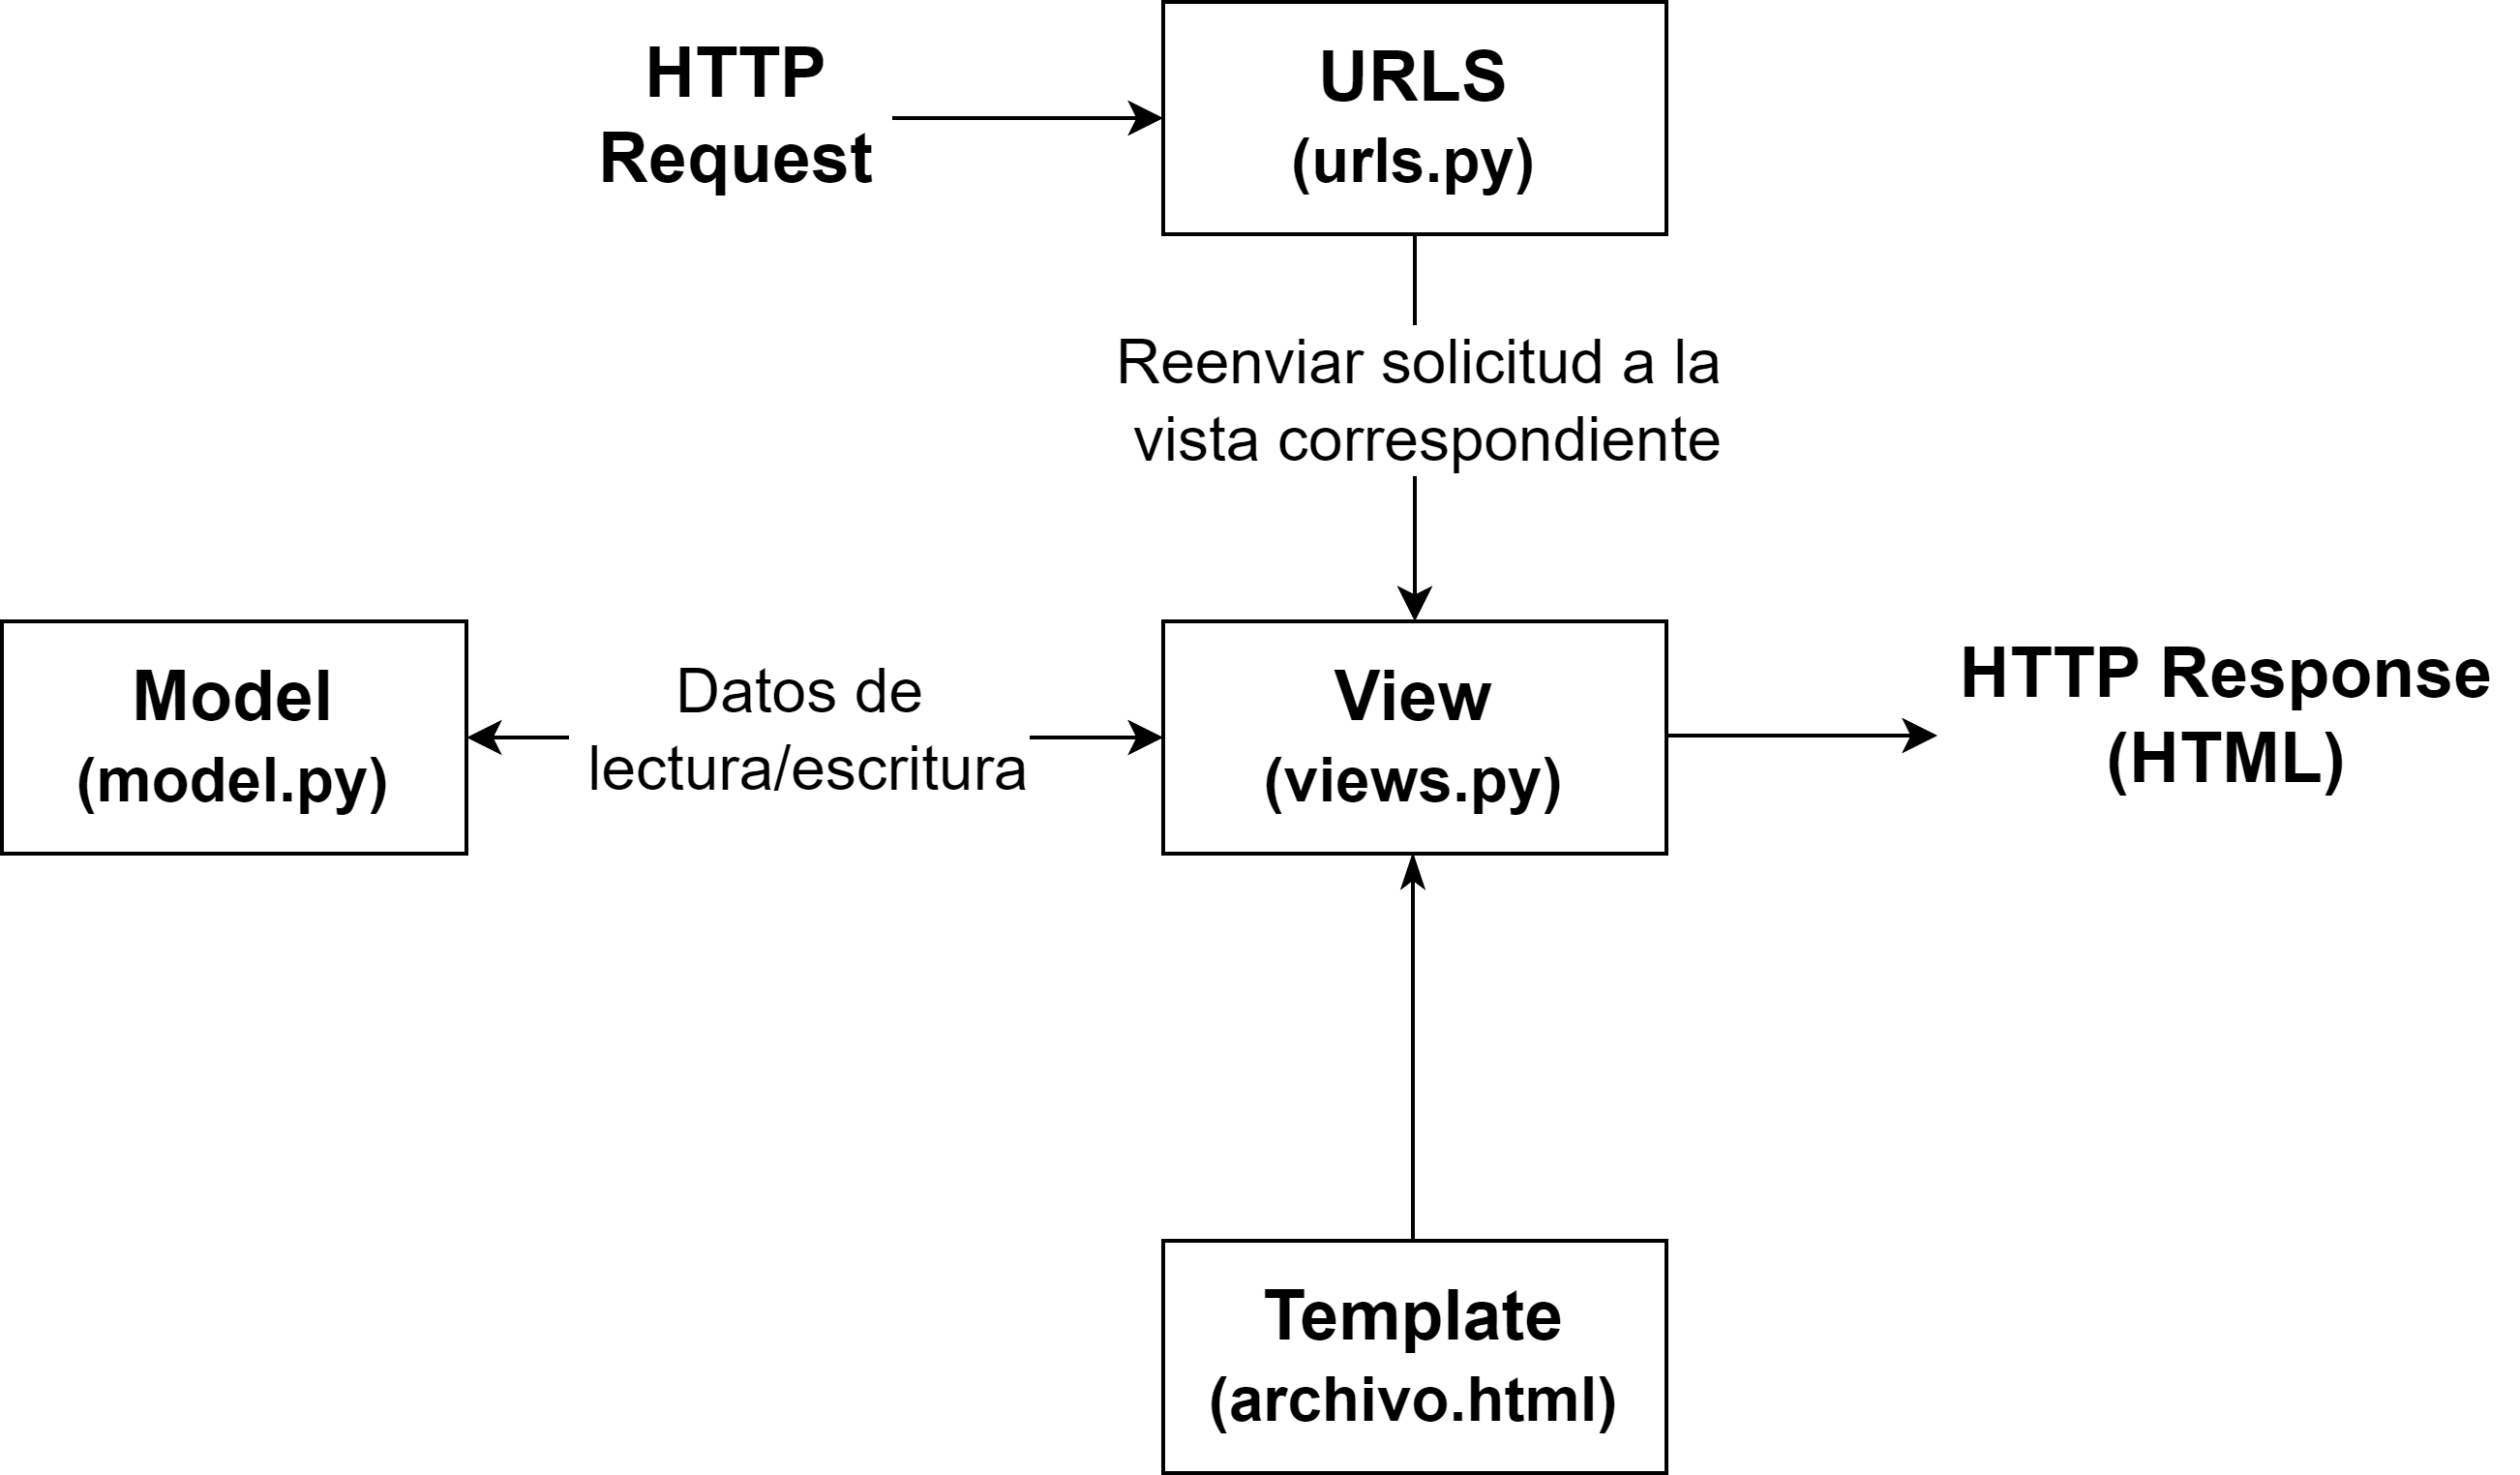 HTTP
Request
URLS
(urls.py)
Reenviar solicitud a la
vista correspondiente
Model
(model.py)
Datos de
lectura/escritura
View
(views.py)
HTTP Response
(HTML)
Template
(archivo.html)